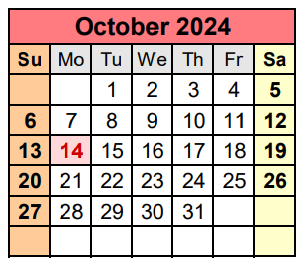 October 2024
Su Mo Tu We Th Fr Sa
1 2 3 4 5
6 7 8 9 10 11 12
13 14 15 16 17 18 19
20 21 22 23 24 25 26
27 28 29 30 31